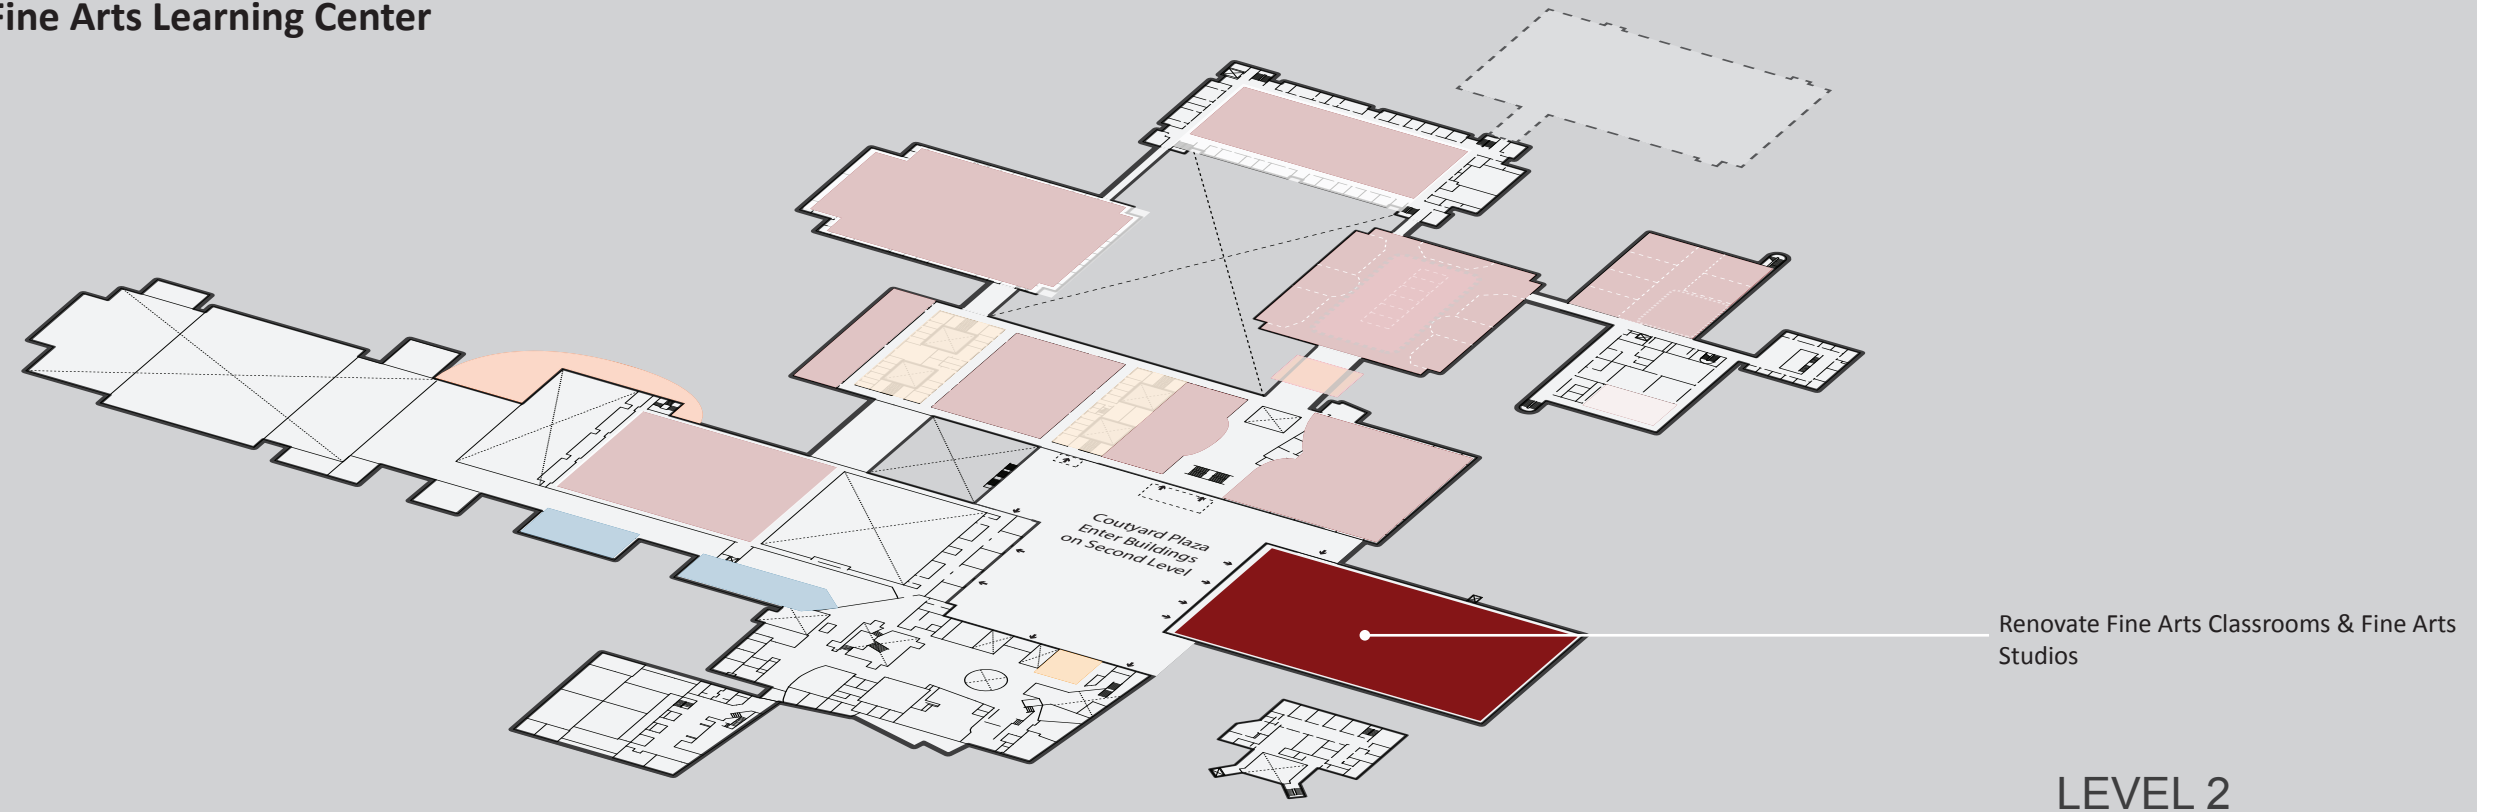 Fine Arts Learning Center
Coutyard Plaza
Enter Buildings
on Second Level
Renovate Fine Arts Classrooms & Fine Arts
Studios
LEVEL 2